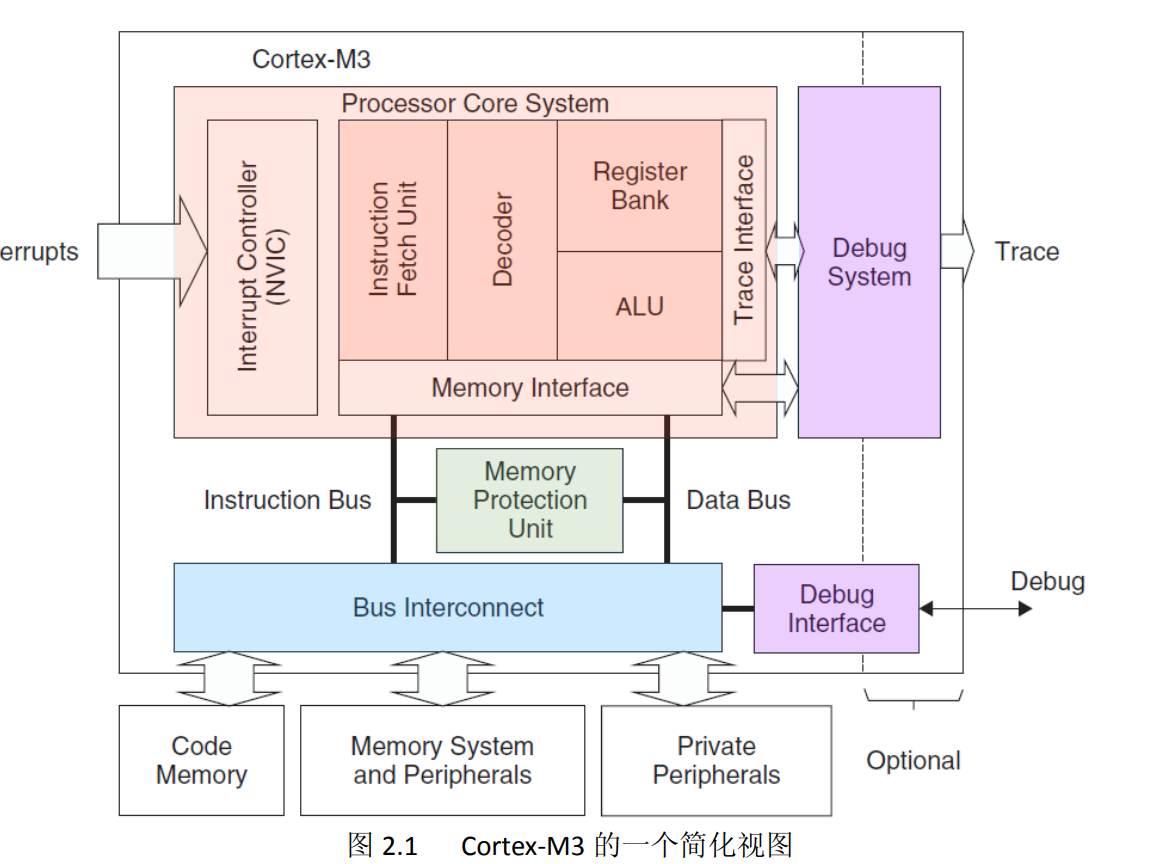 Cortex-M3
Processor Core System
Interrupt Controller
(NVIC)
Instruction
Fetch Unit
Decoder
Register
Bank
ALU
Trace Interface
Memory Interface
errupts
Debug
System
Trace
Instruction Bus
Memory
Protection
Unit
Data Bus
Bus Interconnect
Debug
Interface
Debug
Code
Memory
Memory System
and Peripherals
Private
Peripherals
Optional
图 2.1 Cortex-M3 的一个简化视图